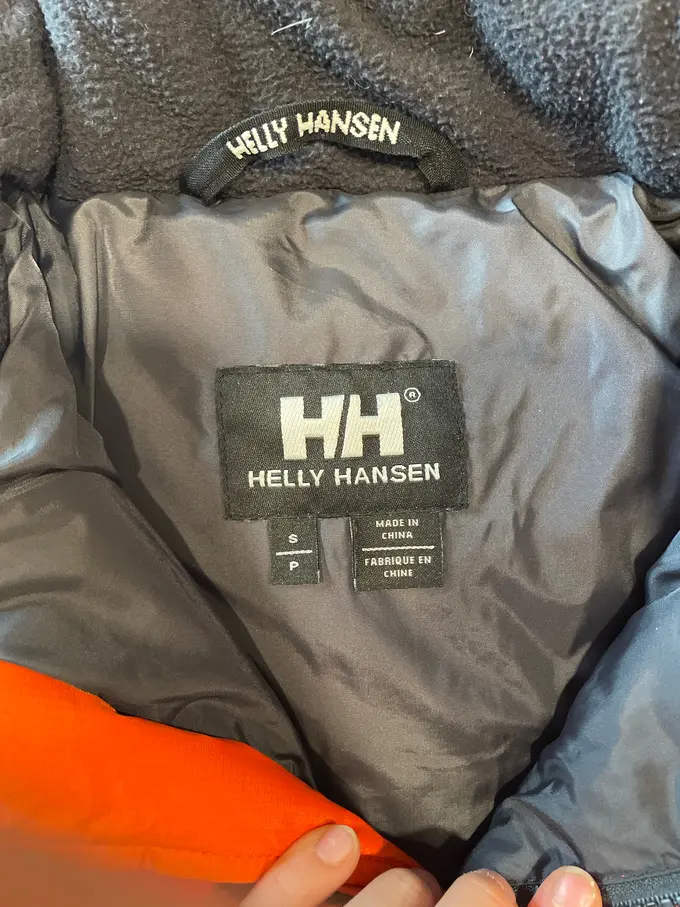 HELLY HANSEN
HH®
HELLY HANSEN
S
P
MADE IN
CHINA
FABRIQUE EN
CHINE